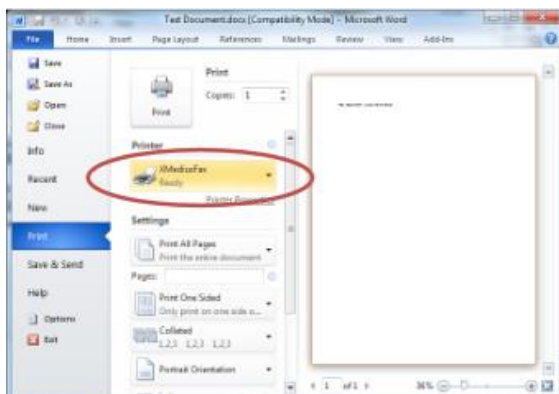 Test Document.docx [Compatibility Mode] - Microsoft Word
File Home Insert Page Layout References Mailings Review View Add-Ins
Save
Save As
Open
Close
Info
Recent
New
Print
Save & Send
Help
Options
Exit
Print
Copies: 1
Print
Printer
XMediusFax
Ready
Printer Properties
Settings
Print All Pages
Print the entire document
Pages:
Print One Sided
Only print on one side o...
Collated
1,2,3 1,2,3 1,2,3
Portrait Orientation
1 of 1
36%